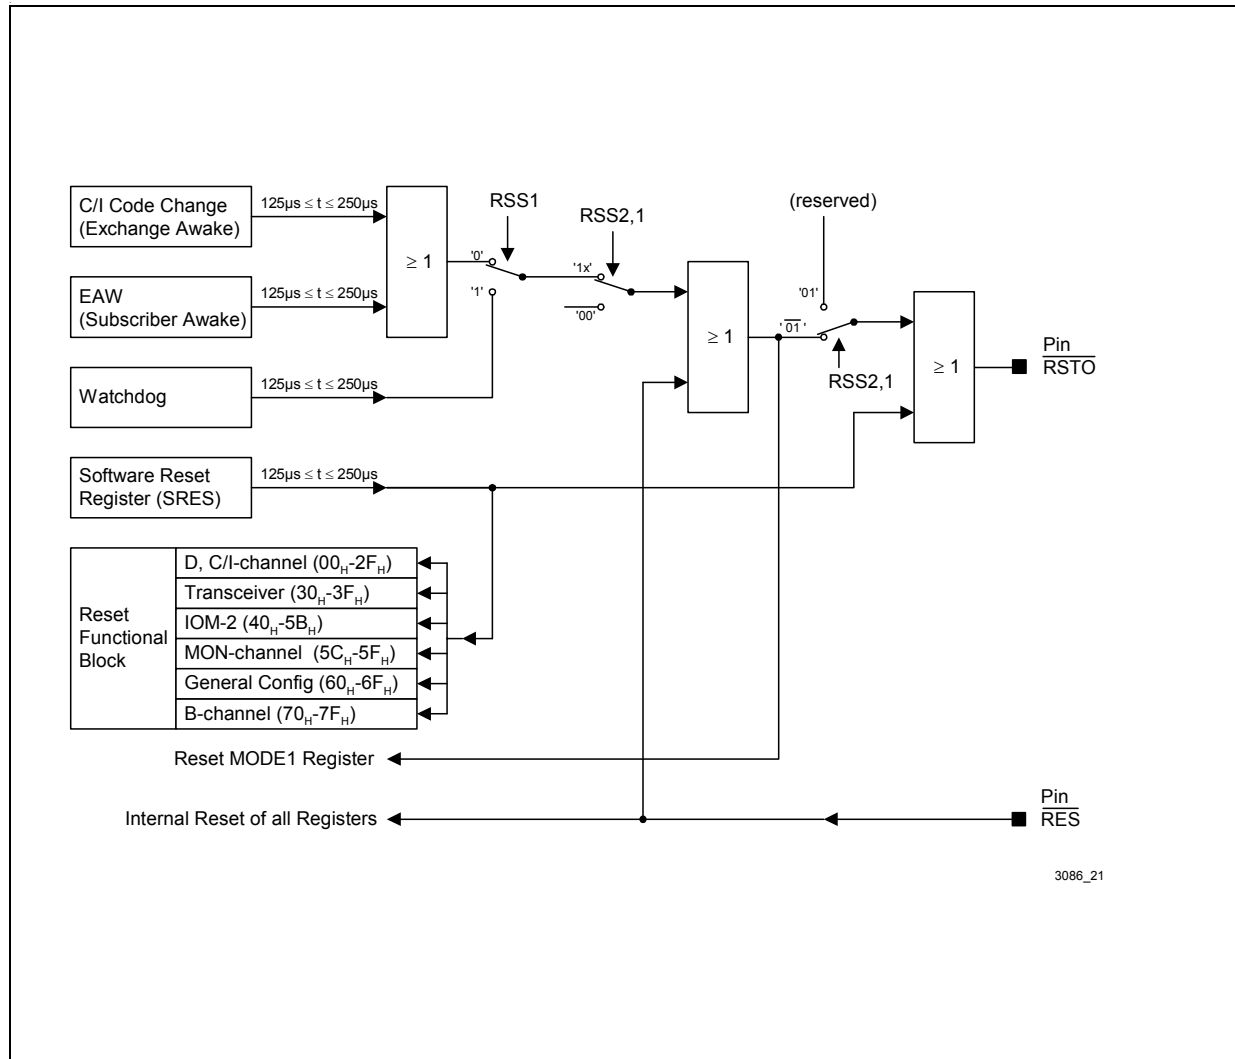 C/I Code Change
(Exchange Awake)
125µs ≤ t ≤ 250µs
RSS1
RSS2,1
(reserved)
≥ 1
'0'
'1x'
EAW
(Subscriber Awake)
125µs ≤ t ≤ 250µs
'1'
'00'
'01'
≥ 1
'01'
Pin
RSTO
≥ 1
RSS2,1
Watchdog
125µs ≤ t ≤ 250µs
Software Reset
Register (SRES)
125µs ≤ t ≤ 250µs
Reset
Functional
Block
D, C/I-channel (00H-2FH)
Transceiver (30H-3FH)
IOM-2 (40H-5BH)
MON-channel (5CH-5FH)
General Config (60H-6FH)
B-channel (70H-7FH)
Reset MODE1 Register
Internal Reset of all Registers
Pin
RES
3086_21